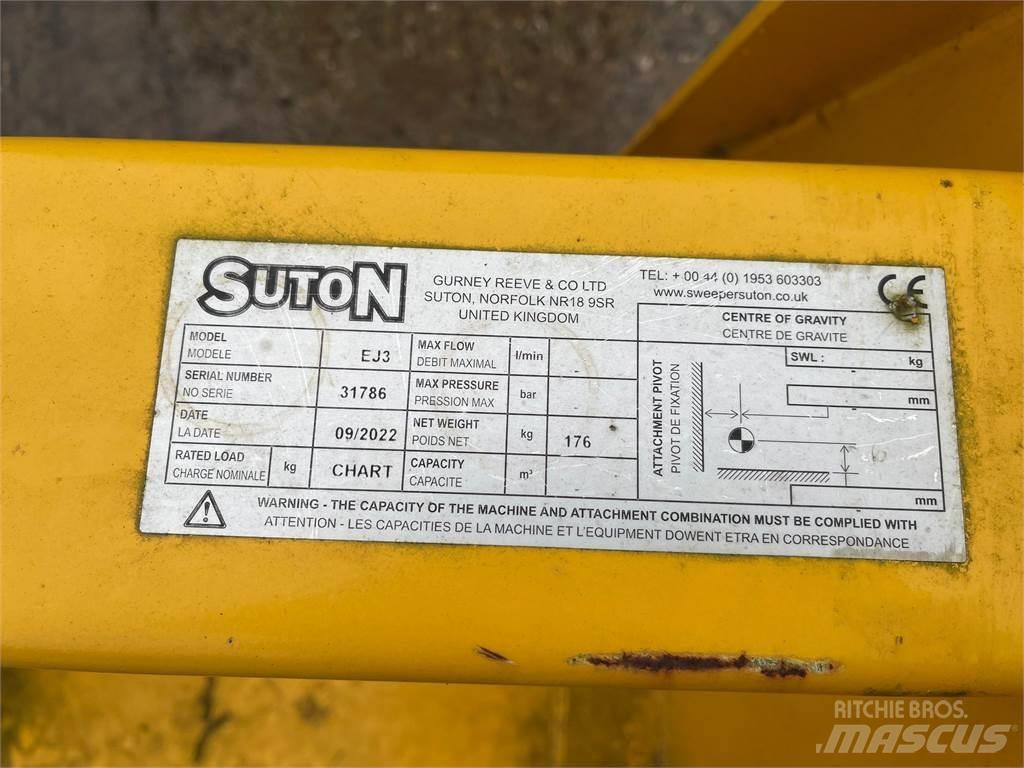 SUTON
GURNEY REEVE & CO LTD
SUTON, NORFOLK NR18 9SR
UNITED KINGDOM
TEL: + 00 44 (0) 1953 603303
www.sweepersuton.co.uk
CE
MODEL
MODELE
EJ3
SERIAL NUMBER
NO SERIE
31786
DATE
LA DATE
09/2022
RATED LOAD
CHARGE NOMINALE
kg
CHART
MAX FLOW
DEBIT MAXIMAL
l/min
-
MAX PRESSURE
PRESSION MAX
bar
-
NET WEIGHT
POIDS NET
kg
176
CAPACITY
CAPACITE
m³
-
CENTRE OF GRAVITY
CENTRE DE GRAVITE
ATTACHMENT PIVOT
PIVOT DE FIXATION
SWL : - kg
- mm
- mm
WARNING - THE CAPACITY OF THE MACHINE AND ATTACHMENT COMBINATION MUST BE COMPLIED WITH
ATTENTION - LES CAPACITIES DE LA MACHINE ET L'EQUIPMENT DOWENT ETRA EN CORRESPONDANCE
RITCHIE BROS.
MASCUS